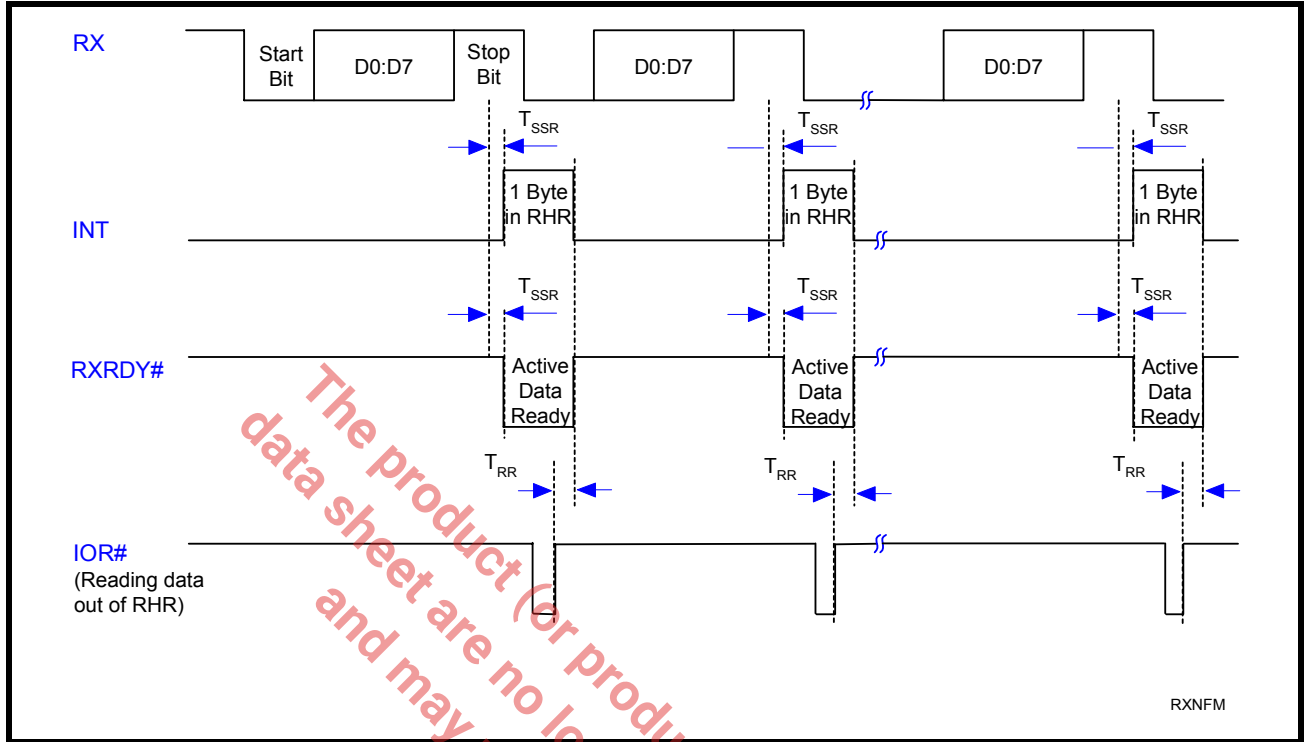 RX
Start
Bit
D0:D7
Stop
Bit
D0:D7
D0:D7
TSSR
TSSR
TSSR
INT
1 Byte
in RHR
1 Byte
in RHR
1 Byte
in RHR
TSSR
TSSR
TSSR
RXRDY#
Active
Data
Ready
Active
Data
Ready
Active
Data
Ready
TRR
TRR
TRR
IOR#
(Reading data
out of RHR)
The product (or produ
data sheet are no lo
and may
RXNFM